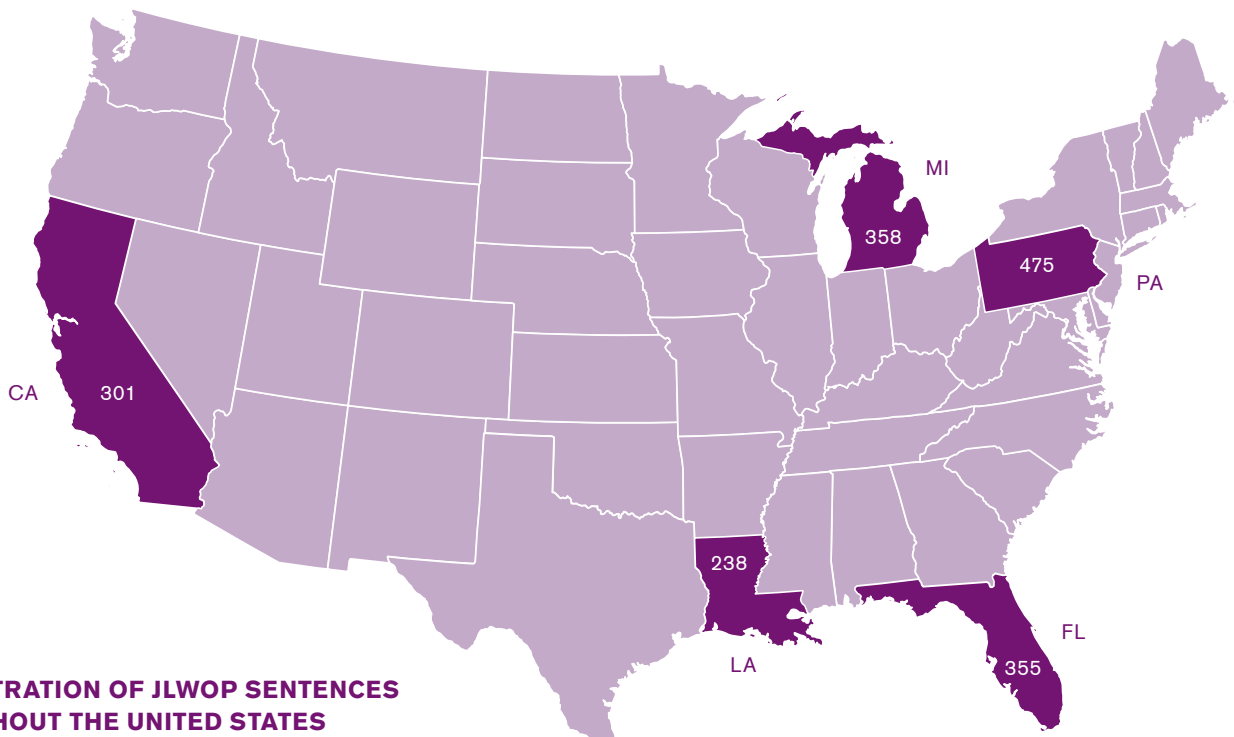 MI
358
475
PA
CA
301
238
FL
LA
355
TRATION OF JLWOP SENTENCES
HOUT THE UNITED STATES